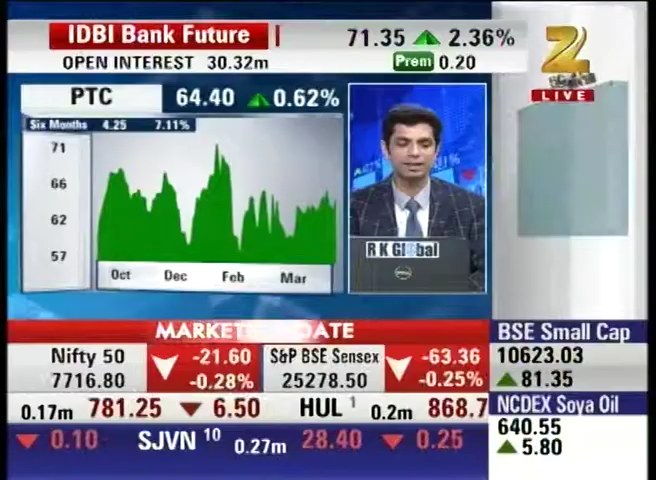 IDBI Bank Future
71.35 2.36%
OPEN INTEREST 30.32m
Prem 0.20
LIVE
PTC
64.40 0.62%
Six Months 4.25 7.11%
71
66
62
57
Oct Dec Feb Mar
R K Global
DELL
Nifty 50
7716.80
-21.60
-0.28%
S&P BSE Sensex
25278.50
-63.36
-0.25%
BSE Small Cap
10623.03
81.35
NCDEX Soya Oil
640.55
5.80
0.17m 781.25 6.50 HUL 1 0.2m 868.7
0.10 SJVN 10 0.27m 28.40 0.25